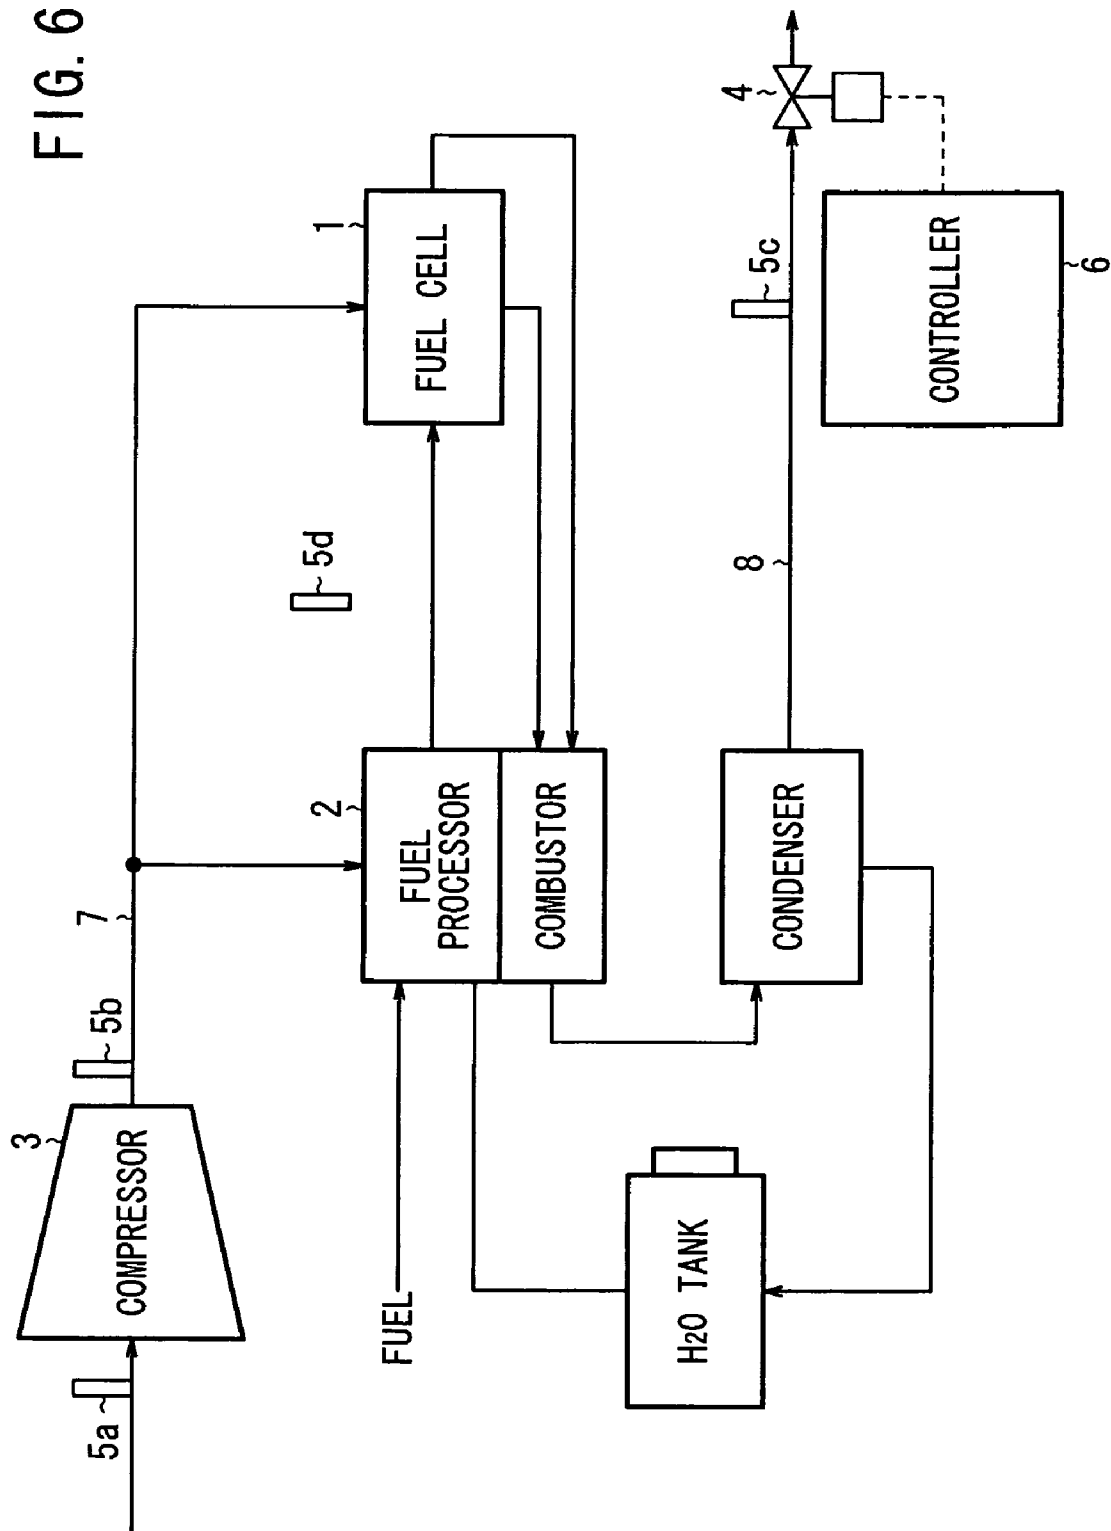 FIG. 6
5a
COMPRESSOR
3
5b
7
FUEL
FUEL
PROCESSOR
2
COMBUSTOR
5d
FUEL CELL
1
H2O TANK
CONDENSER
8
5c
4
CONTROLLER
6